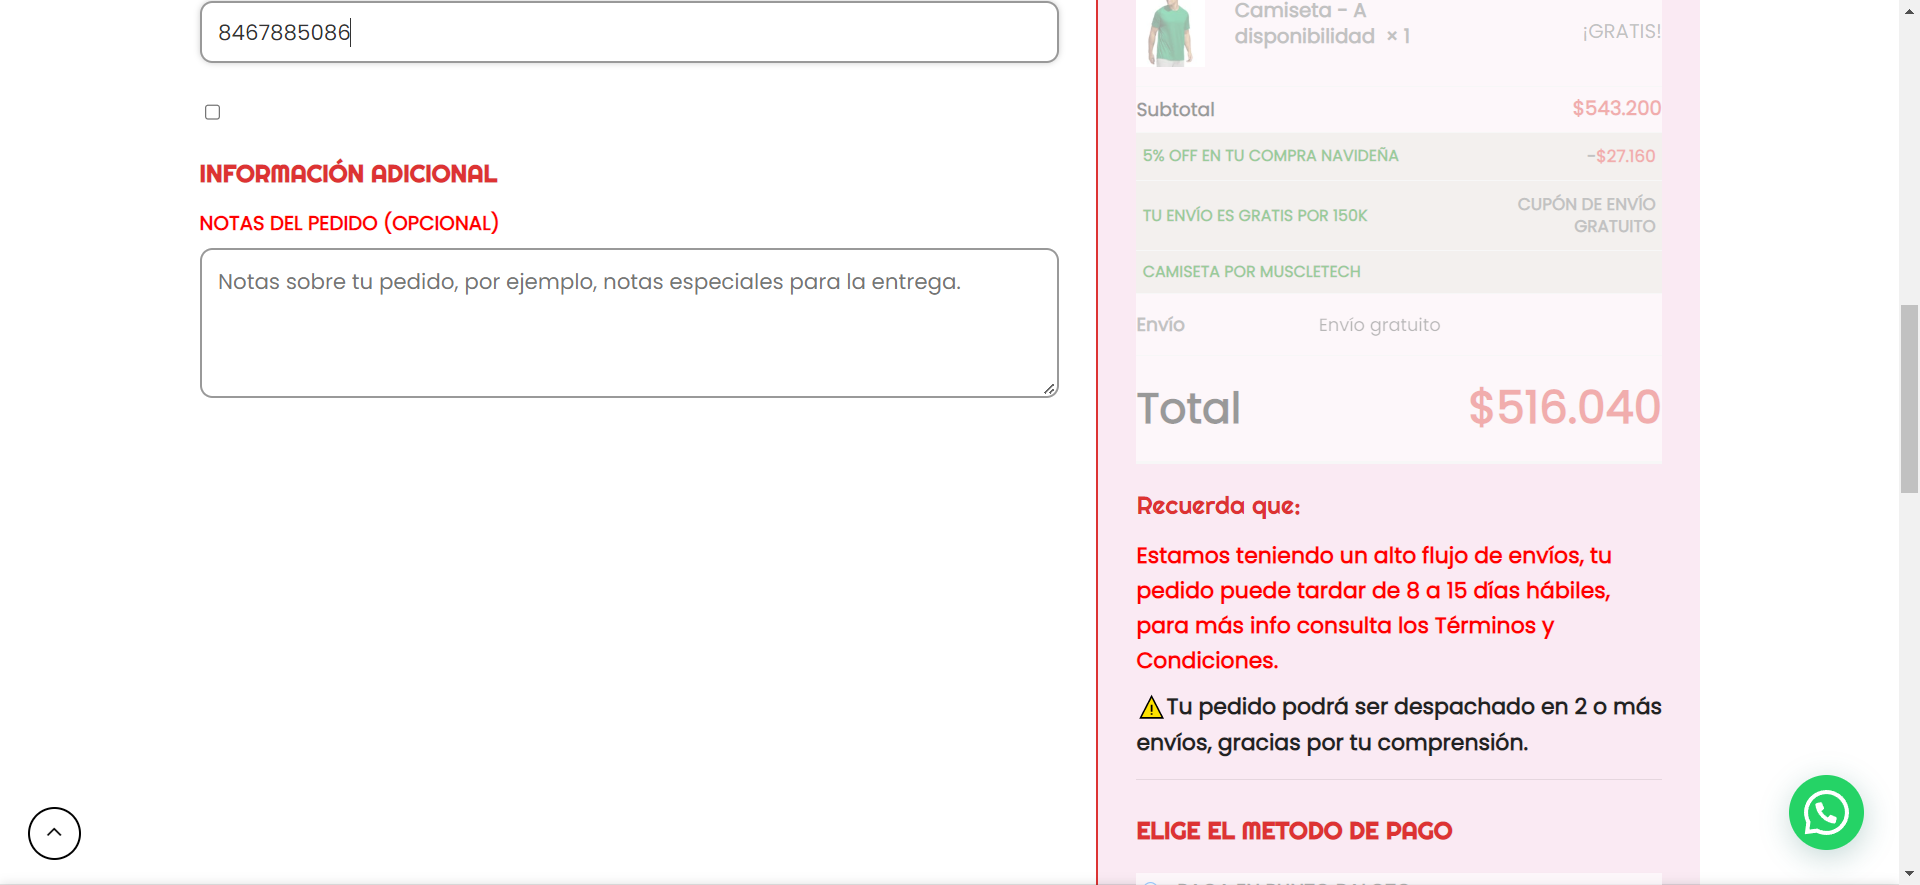 8467885086
INFORMACIÓN ADICIONAL
NOTAS DEL PEDIDO (OPCIONAL)
Notas sobre tu pedido, por ejemplo, notas especiales para la entrega.
Camiseta - A
disponibilidad × 1
¡GRATIS!
Subtotal $543.200
5% OFF EN TU COMPRA NAVIDEÑA -$27.160
TU ENVÍO ES GRATIS POR 150K
CUPÓN DE ENVÍO
GRATUITO
CAMISETA POR MUSCLETECH
Envío Envío gratuito
Total $516.040
Recuerda que:
Estamos teniendo un alto flujo de envíos, tu
pedido puede tardar de 8 a 15 días hábiles,
para más info consulta los Términos y
Condiciones.
⚠Tu pedido podrá ser despachado en 2 o más
envíos, gracias por tu comprensión.
ELIGE EL METODO DE PAGO